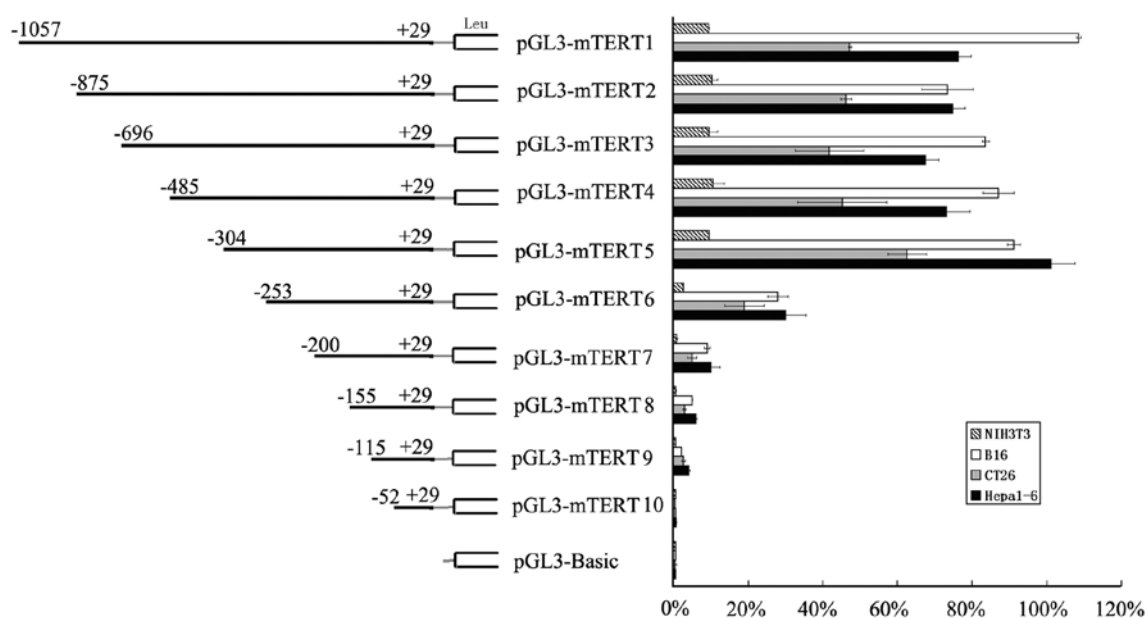 Leu
-1057 +29 pGL3-mTERT1
-875 +29 pGL3-mTERT2
-696 +29 pGL3-mTERT3
-485 +29 pGL3-mTERT4
-304 +29 pGL3-mTERT5
-253 +29 pGL3-mTERT6
-200 +29 pGL3-mTERT7
-155 +29 pGL3-mTERT8
-115 +29 pGL3-mTERT9
-52 +29 pGL3-mTERT10
pGL3-Basic
NIH3T3
B16
CT26
Hepa1-6
0% 20% 40% 60% 80% 100% 120%